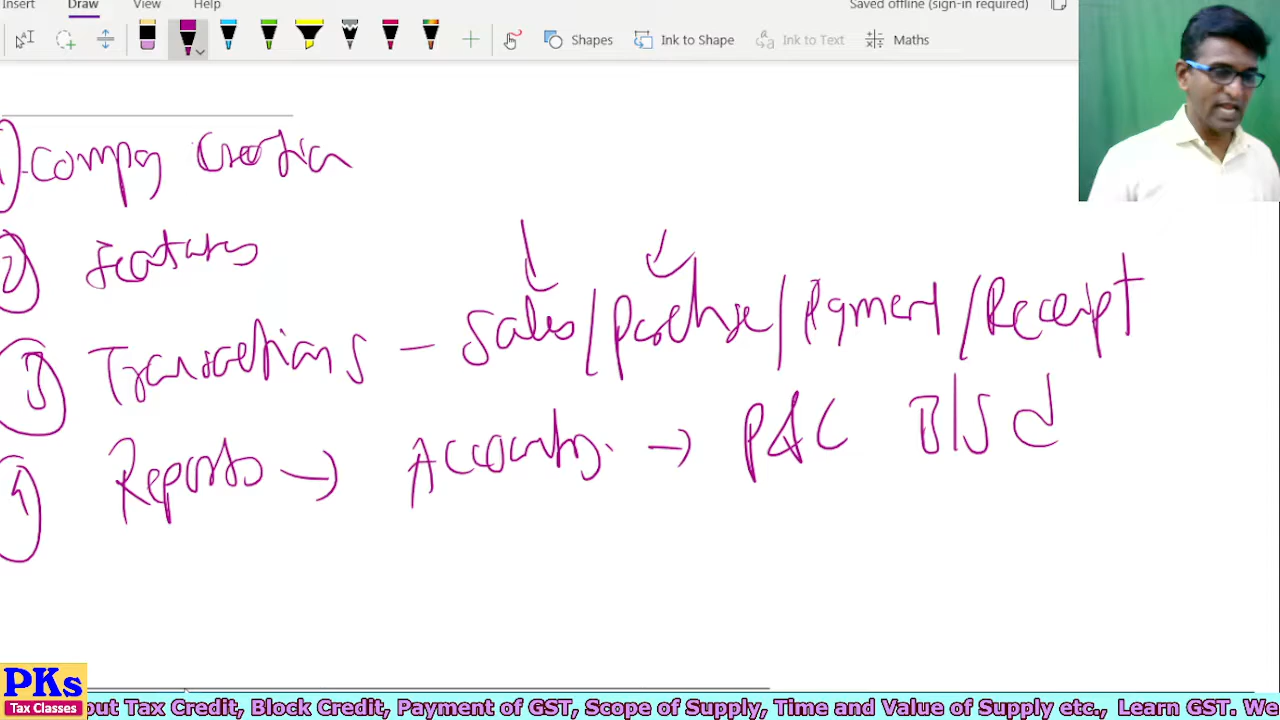 Insert Draw View Help Saved offline (sign-in required)
Shapes Ink to Shape Ink to Text Maths
1) Compay Creation
2 Features
3 Transactions - Sales/Purchase/Payment/Receipt
4 Reports → Accounting → P&L B/S
PKs
Tax Classes
out Tax Credit, Block Credit, Payment of GST, Scope of Supply, Time and Value of Supply etc., Learn GST. We